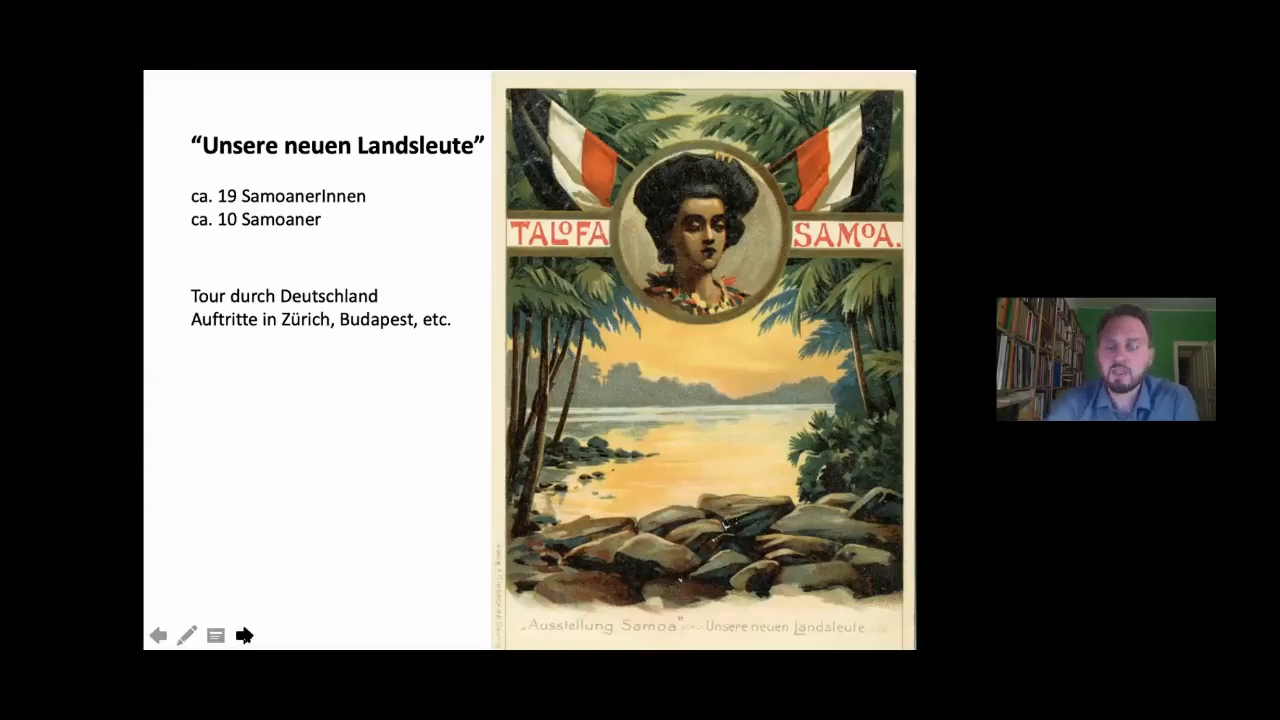 “Unsere neuen Landsleute”
ca. 19 SamoanerInnen
ca. 10 Samoaner
Tour durch Deutschland
Auftritte in Zürich, Budapest, etc.
TALOFA
SAMOA.
„Ausstellung Samoa”
Unsere neuen Landsleute